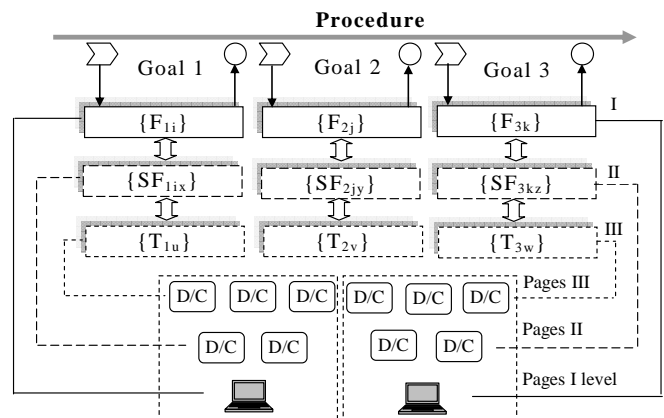 Procedure
Goal 1 Goal 2 Goal 3
{F1i} {F2j} {F3k} I
{SF1ix} {SF2jy} {SF3kz} II
{T1u} {T2v} {T3w} III
D/C D/C D/C D/C D/C D/C Pages III
D/C D/C D/C D/C Pages II
Pages I level